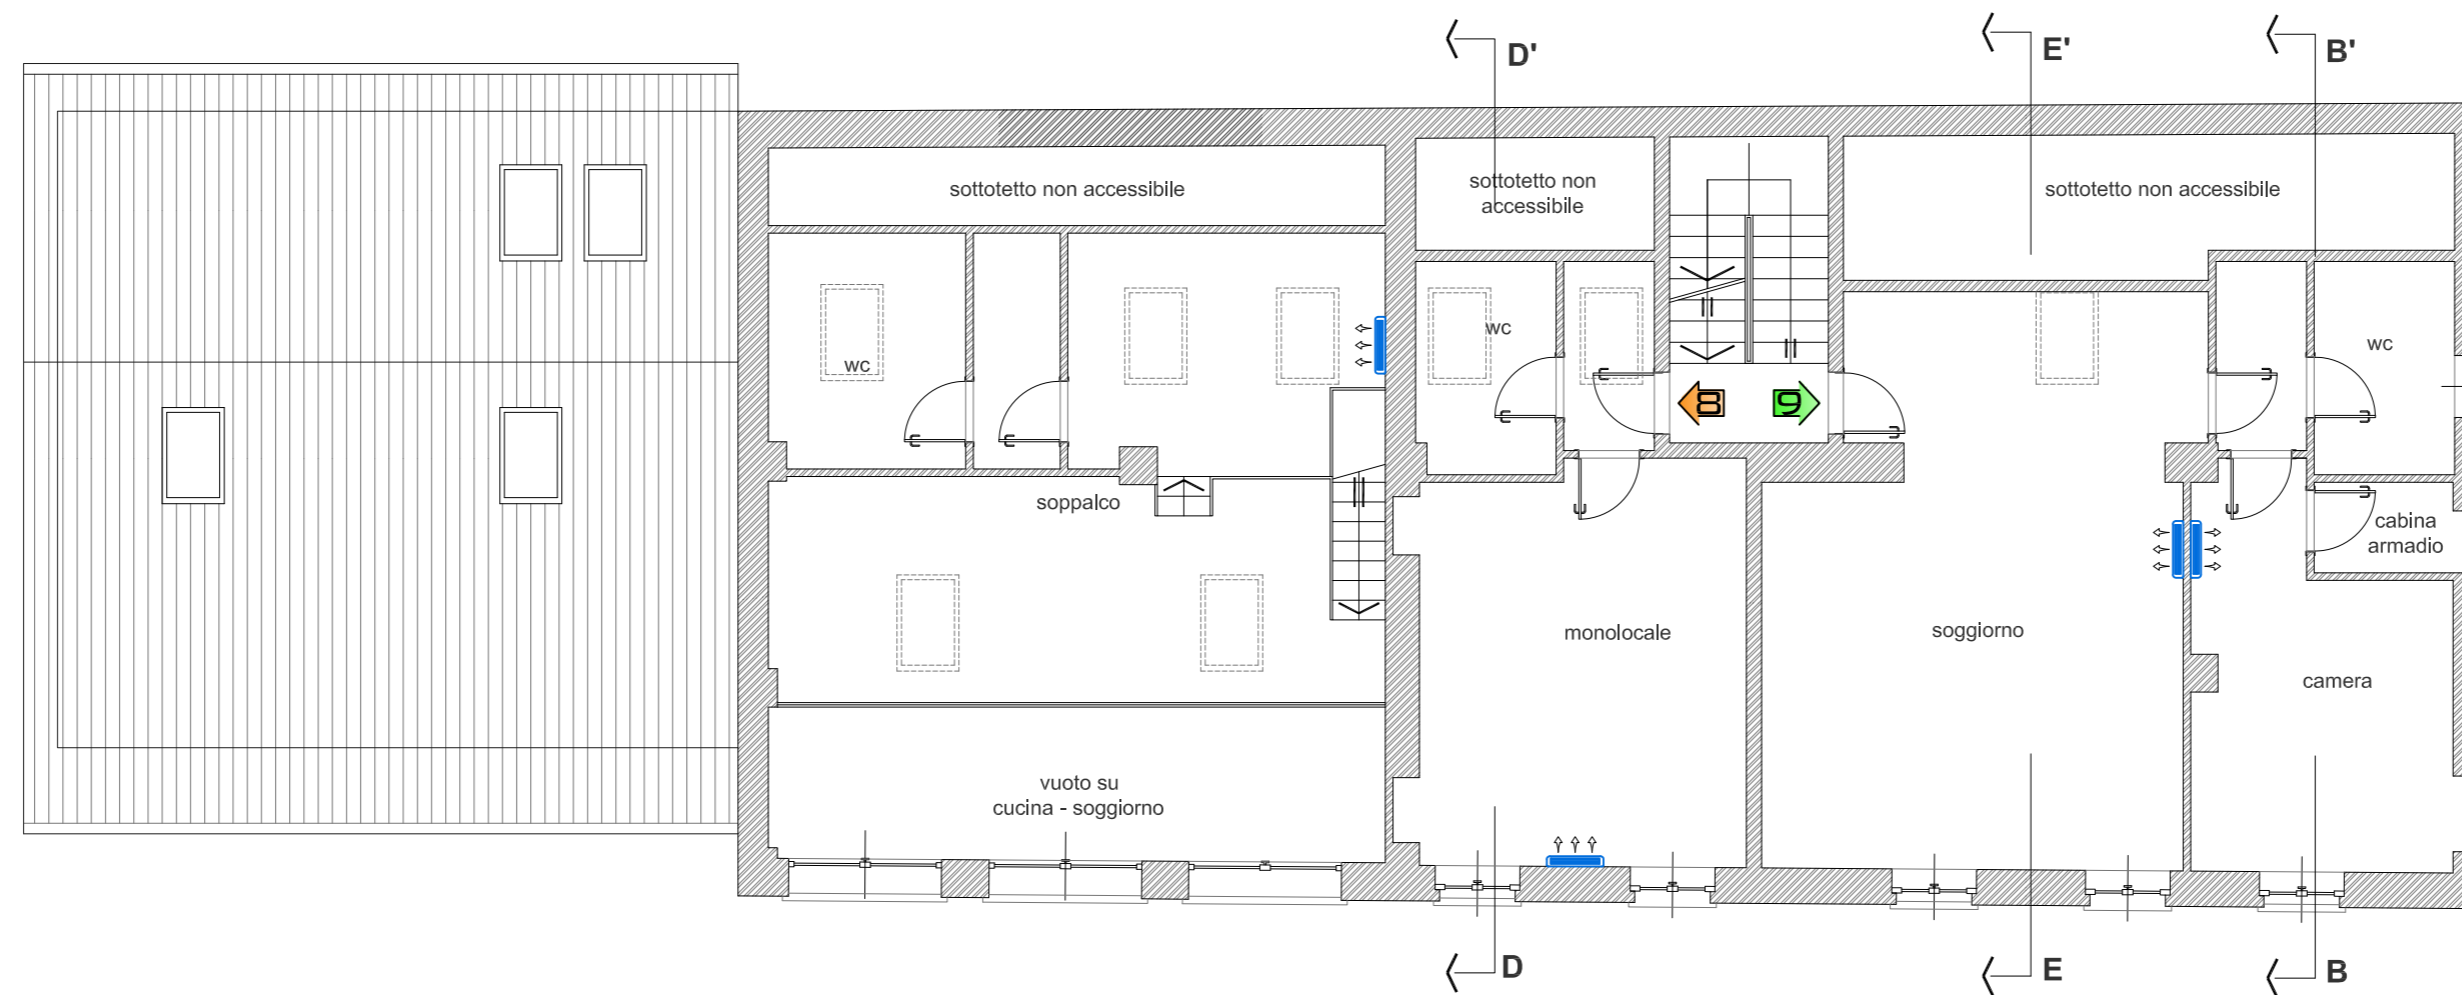 D'
E'
B'
sottotetto non accessibile
sottotetto non
accessibile
sottotetto non accessibile
wc
wc
wc
8
9
soppalco
cabina
armadio
monolocale
soggiorno
camera
vuoto su
cucina - soggiorno
D
E
B